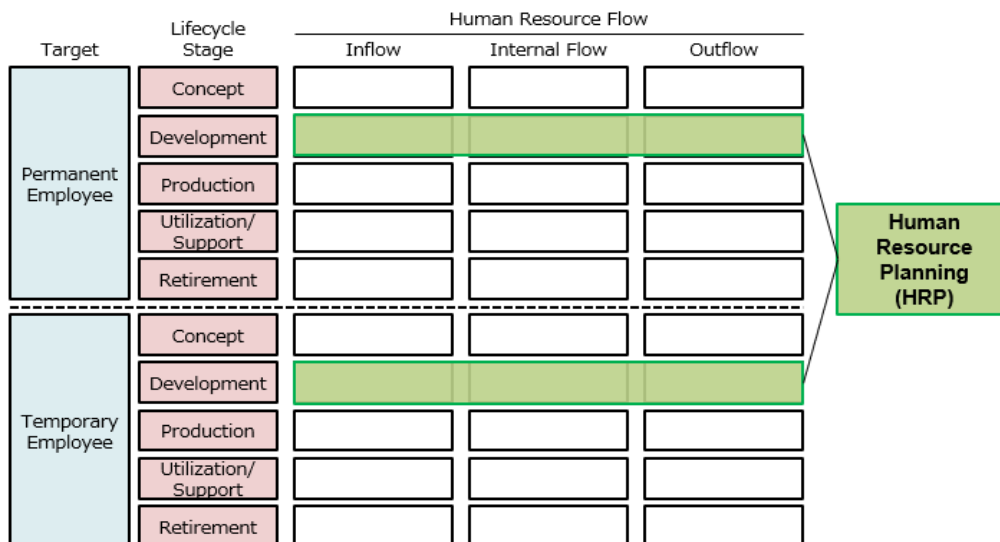 Human Resource Flow
Target
Lifecycle
Stage
Inflow
Internal Flow
Outflow
Permanent
Employee
Concept
Development
Production
Utilization/
Support
Retirement
Human
Resource
Planning
(HRP)
Temporary
Employee
Concept
Development
Production
Utilization/
Support
Retirement